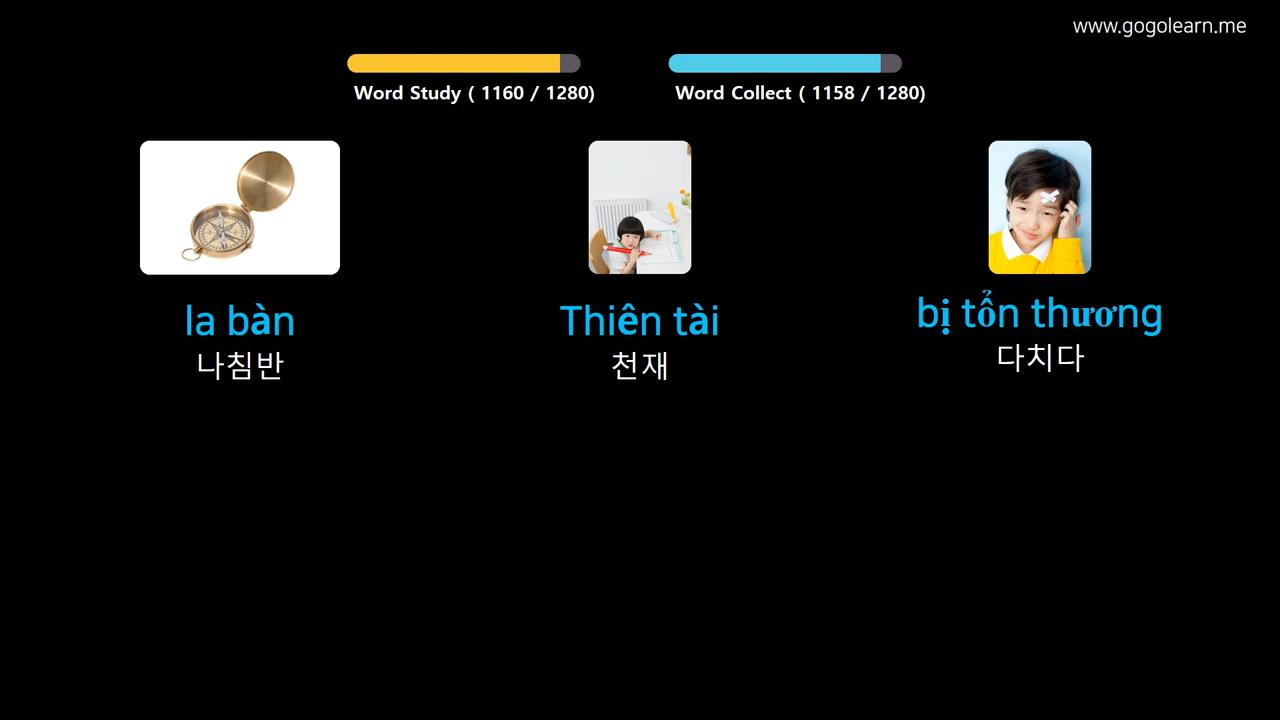 www.gogolearn.me
Word Study ( 1160 / 1280)
Word Collect ( 1158 / 1280)
la bàn
나침반
Thiên tài
천재
bị tổn thương
다치다